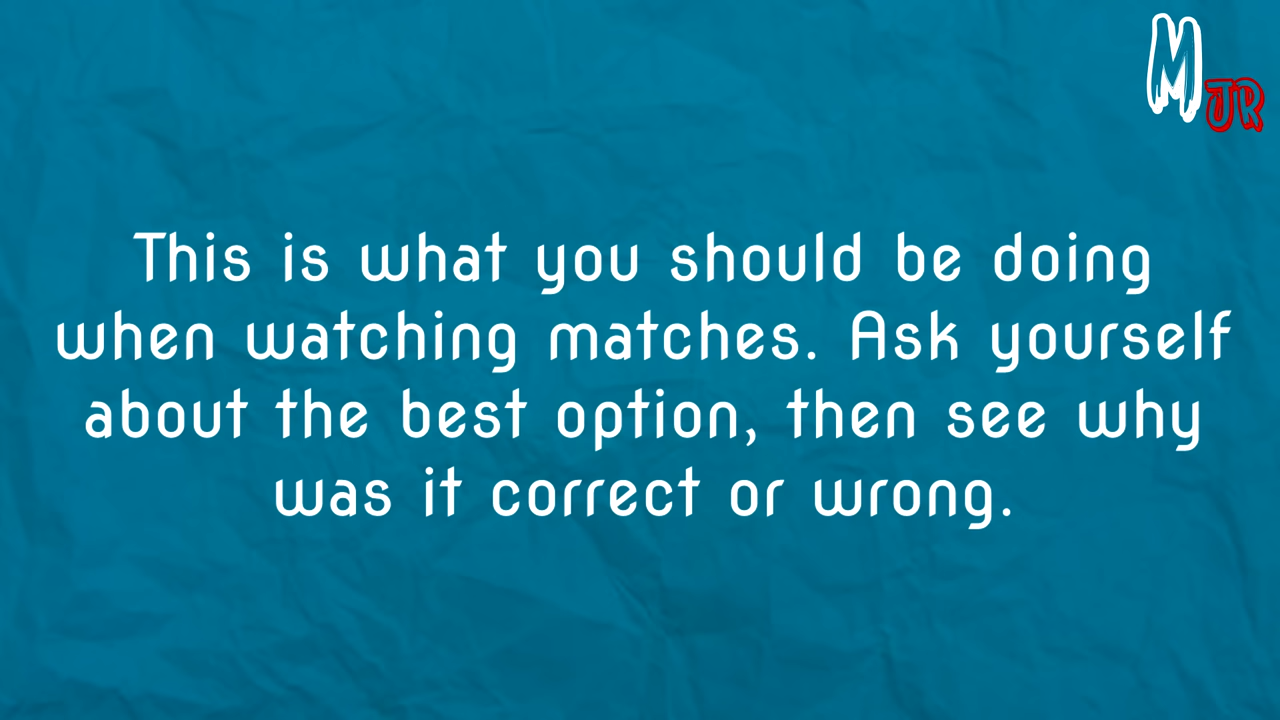 M
JR
This is what you should be doing
when watching matches. Ask yourself
about the best option, then see why
was it correct or wrong.